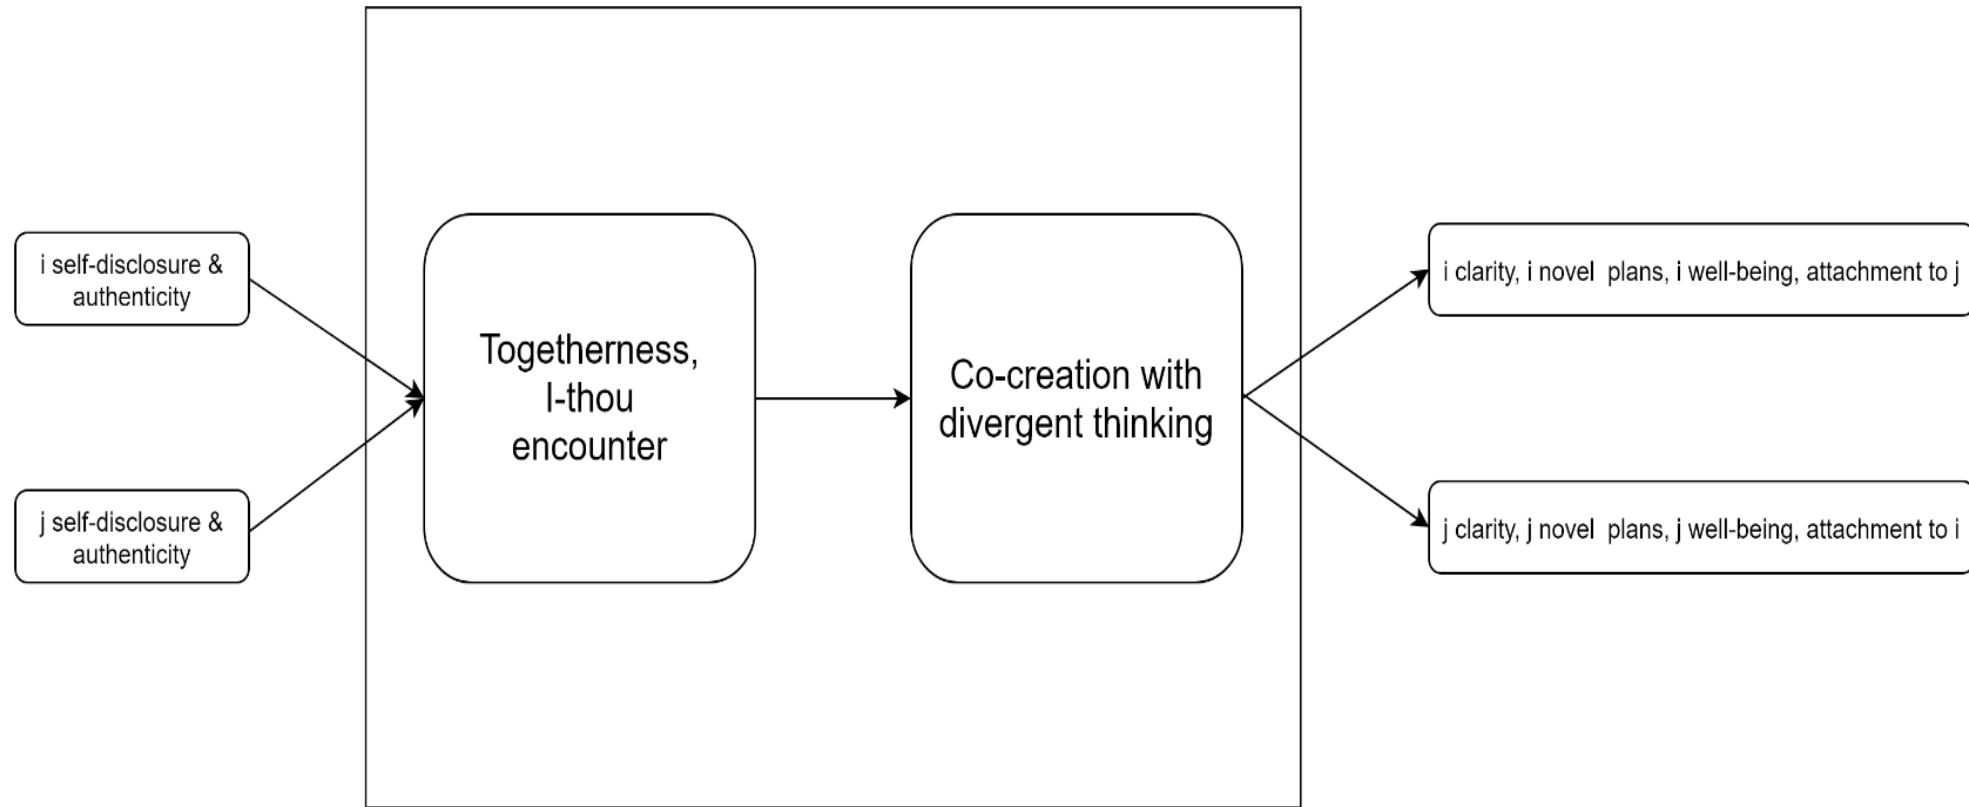 i self-disclosure &
authenticity
j self-disclosure &
authenticity
Togetherness,
I-thou
encounter
Co-creation with
divergent thinking
i clarity, i novel  plans, i well-being, attachment to j
j clarity, j novel  plans, j well-being, attachment to i